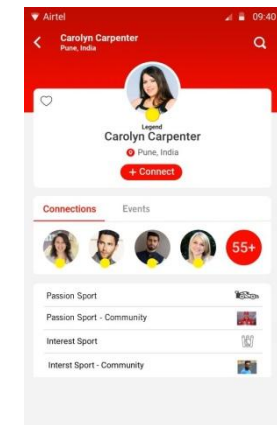 Airtel 09:40
Carolyn Carpenter
Pune, India
Legend
Carolyn Carpenter
Pune, India
+ Connect
Connections Events
55+
Passion Sport
Passion Sport - Community
Interest Sport
Interst Sport - Community